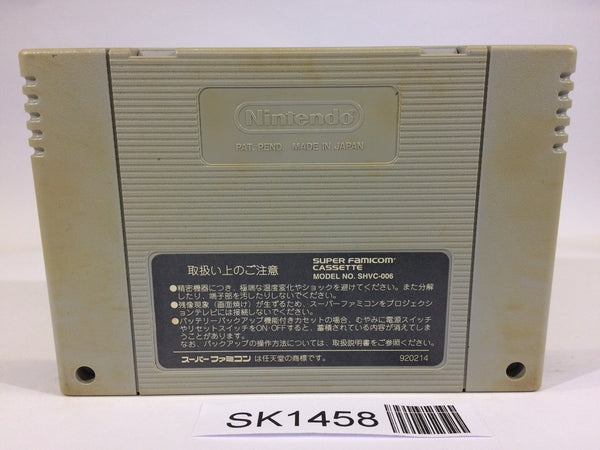 Nintendo
PAT. PEND. MADE IN JAPAN
取扱い上のご注意
SUPER FAMICOM
CASSETTE
MODEL NO. SHVC-006
●精密機器につき、極端な温度変化やショックを避けてください。また分解
したり、端子部を汚したりしないでください。
●残像現象（画面焼け）が生ずるため、スーパーファミコンをプロジェクシ
ョンテレビには接続しないでください。
●バッテリーバックアップ機能付きカセットの場合、むやみに電源スイッチ
やリセットスイッチをON・OFFすると、蓄積されている内容が消えてしま
うことがあります。
なお、バックアップの操作方法については、取扱説明書をご参照ください。
スーパーファミコン は任天堂の商標です。
920214
SK1458